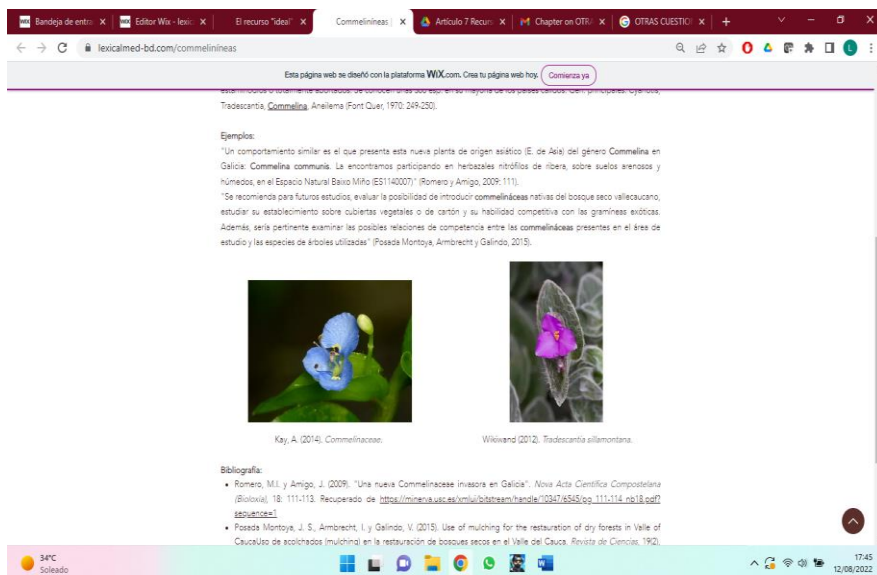 Bandeja de entra
Editor Wix - lexic
El recurso "ideal"
Commelinineas |
Artículo 7 Recurs
Chapter on OTRA
OTRAS CUESTION
lexicalmed-bd.com/commelinineas
Esta página web se diseñó con la plataforma WiX.com. Crea tu página web hoy. Comienza ya
Tradescantia, Commelina, Aneilema (Font Quer, 1970: 249-250).
Ejemplos:
"Un comportamiento similar es el que presenta esta nueva planta de origen asiático (E. de Asia) del género Commelina en
Galicia: Commelina communis. La encontramos participando en herbazales nitrófilos de ribera, sobre suelos arenosos y
húmedos, en el Espacio Natural Baixo Miño (ES1140007)" (Romero y Amigo, 2009: 111).
"Se recomienda para futuros estudios, evaluar la posibilidad de introducir commelináceas nativas del bosque seco vallecaucano,
estudiar su establecimiento sobre cubiertas vegetales o de cartón y su habilidad competitiva con las gramíneas exóticas.
Además, sería pertinente examinar las posibles relaciones de competencia entre las commelináceas presentes en el área de
estudio y las especies de árboles utilizadas" (Posada Montoya, Armbrecht y Galindo, 2015).
Kay, A. (2014). Commelinaceae.
Wikiwand (2012). Tradescantia sillamontana.
Bibliografía:
• Romero, M.I. y Amigo, J. (2009). "Una nueva Commelinaceae invasora en Galicia". Nova Acta Científica Compostelana
(Bioloxía), 18: 111-113. Recuperado de https://minerva.usc.es/xmlui/bitstream/handle/10347/6545/pg_111-114_nb18.pdf?
sequence=1
• Posada Montoya, J. S., Armbrecht, I. y Galindo, V. (2015). Use of mulching for the restoration of dry forests in Valle of
CaucaUso de acolchados (mulching) en la restauración de bosques secos en el Valle del Cauca. Revista de Ciencias, 19(2),
34°C
Soleado
17:45
12/08/2022